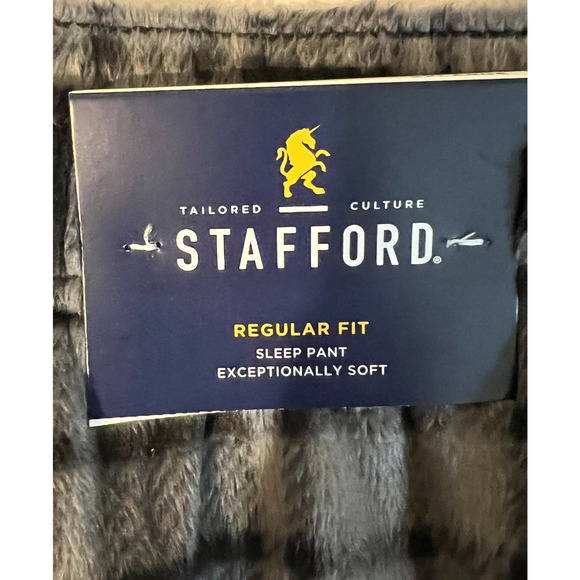 TAILORED CULTURE
STAFFORD®
REGULAR FIT
SLEEP PANT
EXCEPTIONALLY SOFT